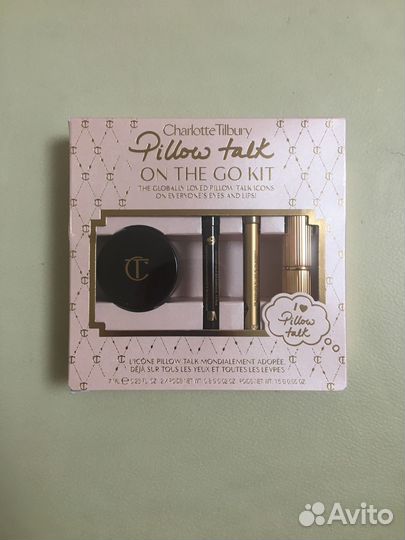 Charlotte Tilbury
Pillow talk
ON THE GO KIT
THE GLOBALLY LOVED PILLOW TALK ICONS
ON EVERYONE'S EYES AND LIPS!
CT
I ♥
Pillow
talk
L'ICÔNE PILLOW TALK MONDIALEMENT ADORÉE,
DÉJÀ SUR TOUS LES YEUX ET TOUTES LES LÈVRES
Avito